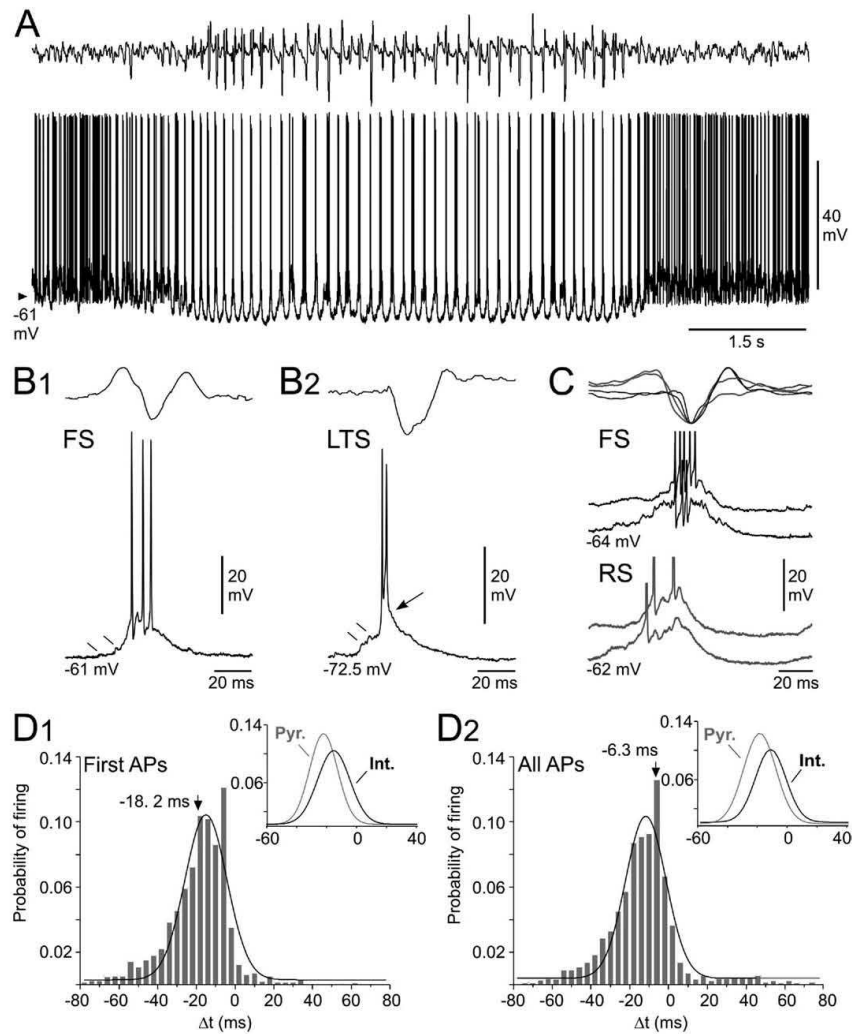 A
40
mV
-61
mV
1.5 s
B1
B2
C
FS
LTS
FS
20
mV
20
mV
-64 mV
RS
20
mV
-61 mV
-72.5 mV
-62 mV
20 ms
20 ms
20 ms
D1
D2
0.14
Pyr.
Int.
0.06
-60
0
40
0.14
First APs
-18. 2 ms
0.10
0.06
0.02
Probability of firing
-80
-60
-40
-20
0
20
40
60
80
Δt (ms)
0.14
Pyr.
Int.
0.06
-60
0
40
0.14
All APs
-6.3 ms
0.10
0.06
0.02
Probability of firing
-80
-60
-40
-20
0
20
40
60
80
Δt (ms)